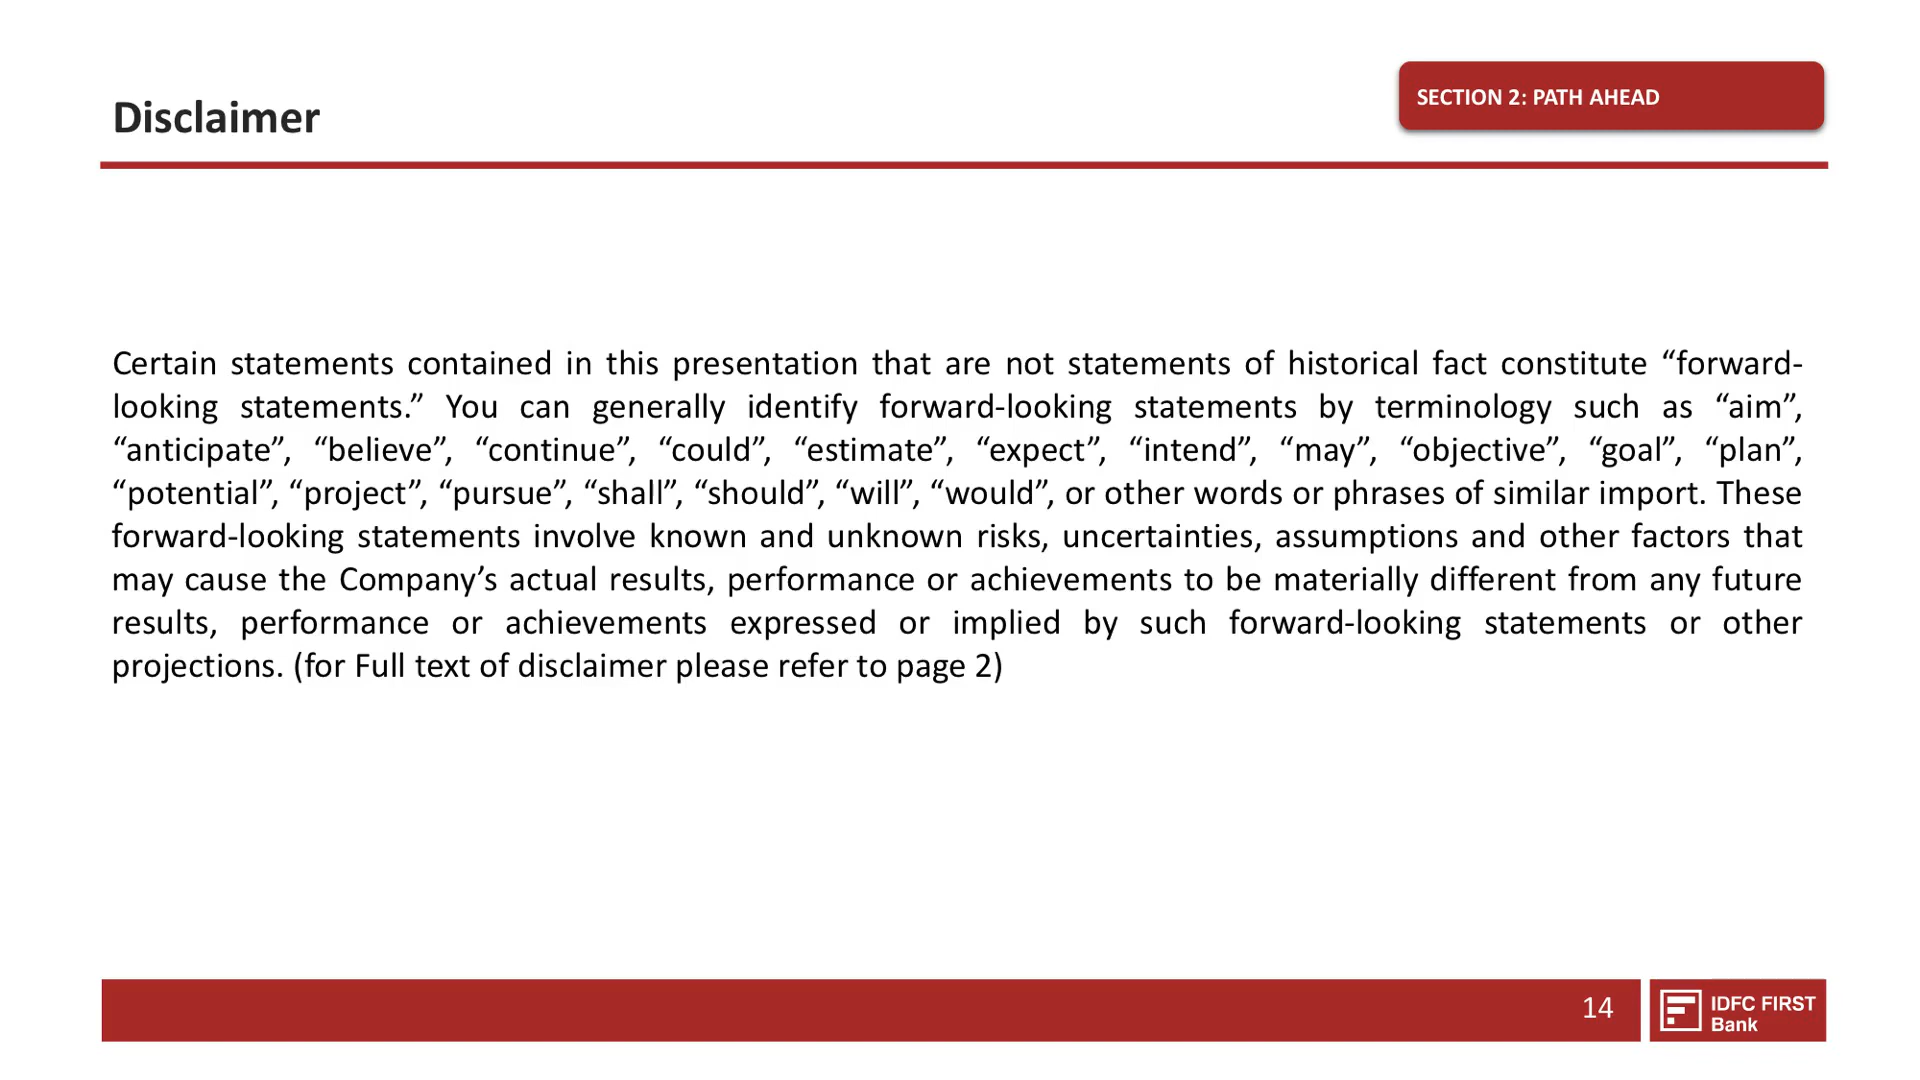 SECTION 2: PATH AHEAD
Disclaimer
Certain statements contained in this presentation that are not statements of historical fact constitute “forward-
looking statements.” You can generally identify forward-looking statements by terminology such as “aim”,
“anticipate”, “believe”, “continue”, “could”, “estimate”, “expect”, “intend”, “may”, “objective”, “goal”, “plan”,
“potential”, “project”, “pursue”, “shall”, “should”, “will”, “would”, or other words or phrases of similar import. These
forward-looking statements involve known and unknown risks, uncertainties, assumptions and other factors that
may cause the Company’s actual results, performance or achievements to be materially different from any future
results, performance or achievements expressed or implied by such forward-looking statements or other
projections. (for Full text of disclaimer please refer to page 2)
14
IDFC FIRST
Bank